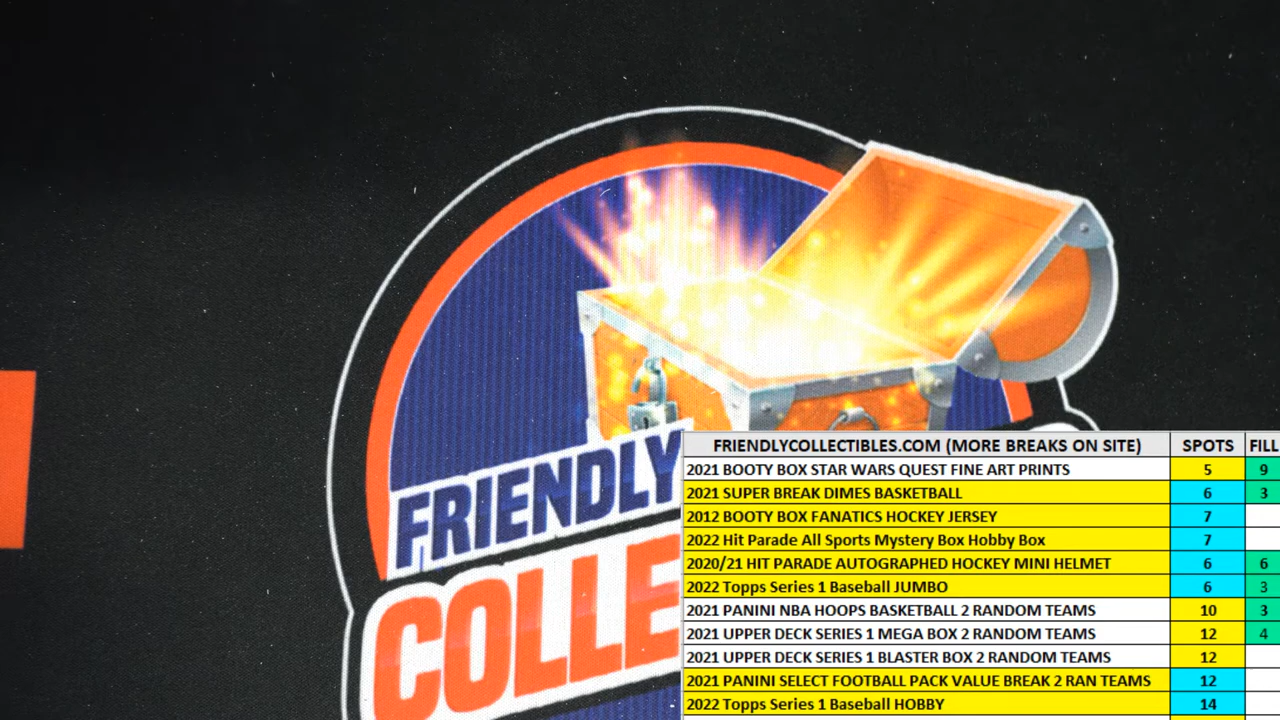 FRIENDLY
COLLE
FRIENDLYCOLLECTIBLES.COM (MORE BREAKS ON SITE) SPOTS FILL
2021 BOOTY BOX STAR WARS QUEST FINE ART PRINTS 5 9
2021 SUPER BREAK DIMES BASKETBALL 6 3
2012 BOOTY BOX FANATICS HOCKEY JERSEY 7
2022 Hit Parade All Sports Mystery Box Hobby Box 7
2020/21 HIT PARADE AUTOGRAPHED HOCKEY MINI HELMET 6 6
2022 Topps Series 1 Baseball JUMBO 6 3
2021 PANINI NBA HOOPS BASKETBALL 2 RANDOM TEAMS 10 3
2021 UPPER DECK SERIES 1 MEGA BOX 2 RANDOM TEAMS 12 4
2021 UPPER DECK SERIES 1 BLASTER BOX 2 RANDOM TEAMS 12
2021 PANINI SELECT FOOTBALL PACK VALUE BREAK 2 RAN TEAMS 12
2022 Topps Series 1 Baseball HOBBY 14